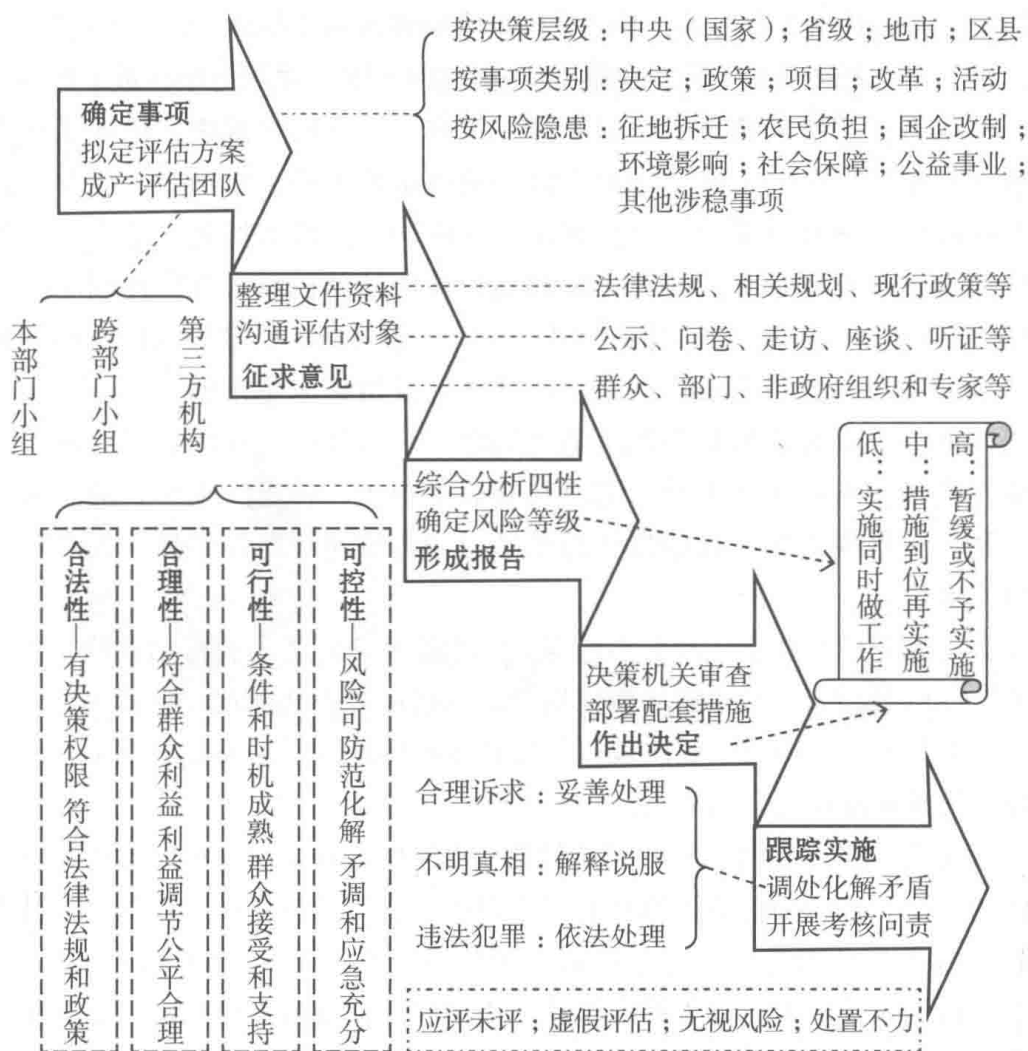 按决策层级：中央（国家）；省级；地市；区县
按事项类别：决定；政策；项目；改革；活动
按风险隐患：征地拆迁；农民负担；国企改制；
环境影响；社会保障；公益事业；
其他涉稳事项
确定事项
拟定评估方案
成产评估团队
本部门小组
跨部门小组
第三方机构
整理文件资料
沟通评估对象
征求意见
法律法规、相关规划、现行政策等
公示、问卷、走访、座谈、听证等
群众、部门、非政府组织和专家等
综合分析四性
确定风险等级
形成报告
合法性—有决策权限 符合法律法规和政策
合理性—符合群众利益 利益调节公平合理
可行性—条件和时机成熟 群众接受和支持
可控性—风险可防范化解 矛调和应急充分
高：暂缓或不予实施
中：措施到位再实施
低：实施同时做工作
决策机关审查
部署配套措施
作出决定
合理诉求：妥善处理
不明真相：解释说服
违法犯罪：依法处理
跟踪实施
调处化解矛盾
开展考核问责
应评未评；虚假评估；无视风险；处置不力